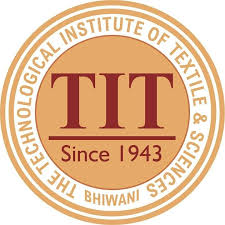 THE TECHNOLOGICAL INSTITUTE OF TEXTILE & SCIENCES
TIT
Since 1943
BHIWANI